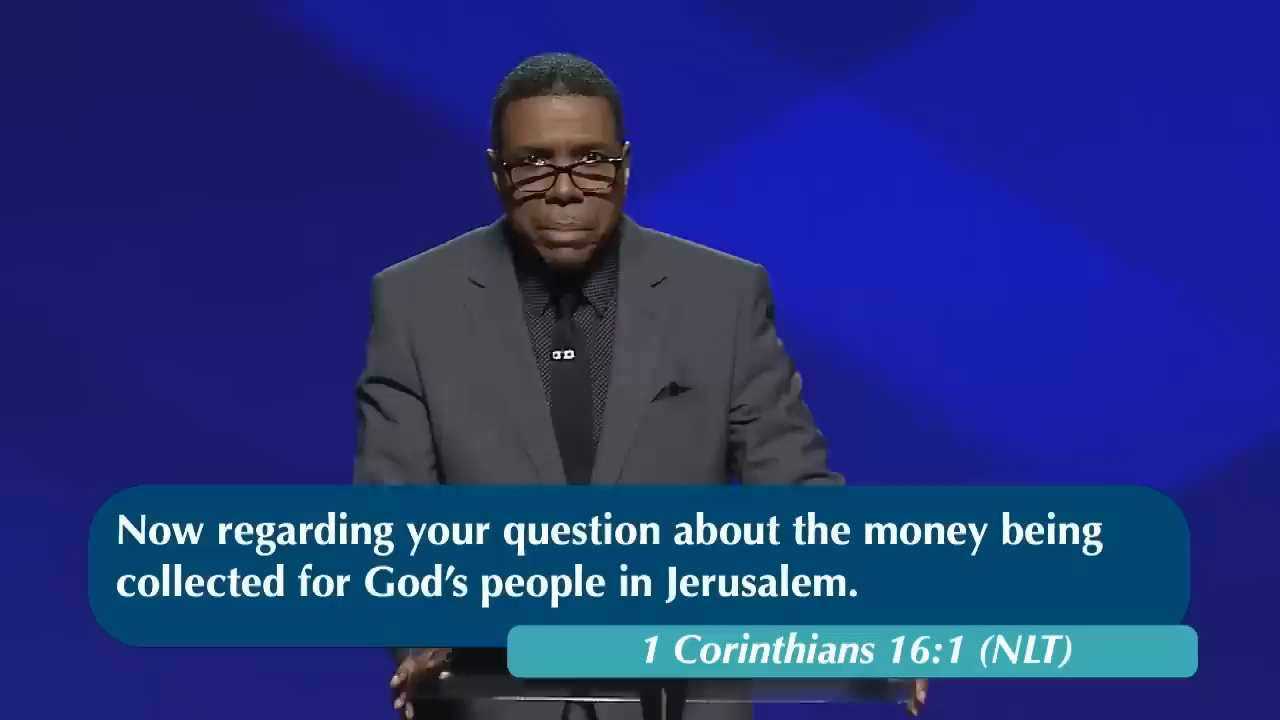 Now regarding your question about the money being
collected for God's people in Jerusalem.
1 Corinthians 16:1 (NLT)